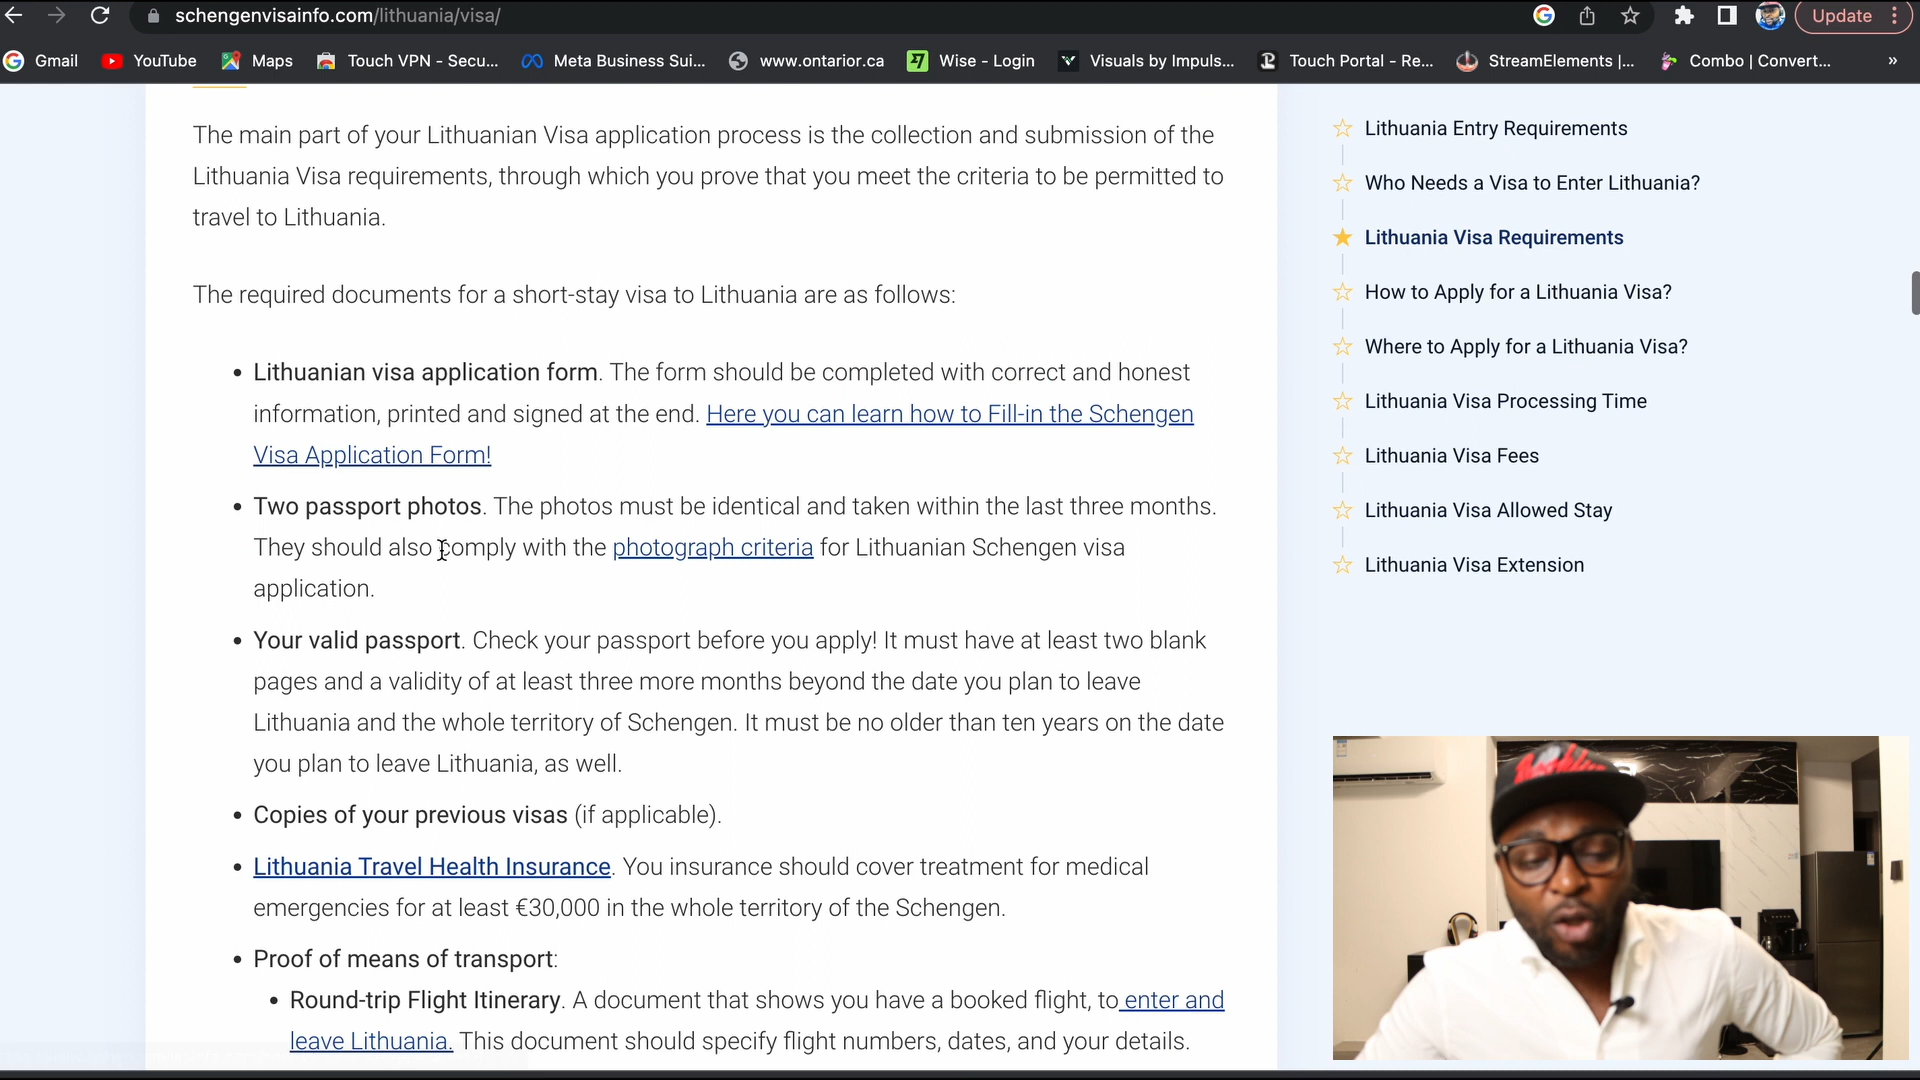 schengenvisainfo.com/lithuania/visa/
Update
Gmail
YouTube
Maps
Touch VPN - Secu...
Meta Business Sui...
www.ontarior.ca
Wise - Login
Visuals by Impuls...
Touch Portal - Re...
StreamElements |...
Combo | Convert...
»
The main part of your Lithuanian Visa application process is the collection and submission of the
Lithuania Visa requirements, through which you prove that you meet the criteria to be permitted to
travel to Lithuania.
The required documents for a short-stay visa to Lithuania are as follows:
• Lithuanian visa application form. The form should be completed with correct and honest
information, printed and signed at the end. Here you can learn how to Fill-in the Schengen
Visa Application Form!
• Two passport photos. The photos must be identical and taken within the last three months.
They should also comply with the photograph criteria for Lithuanian Schengen visa
application.
• Your valid passport. Check your passport before you apply! It must have at least two blank
pages and a validity of at least three more months beyond the date you plan to leave
Lithuania and the whole territory of Schengen. It must be no older than ten years on the date
you plan to leave Lithuania, as well.
• Copies of your previous visas (if applicable).
• Lithuania Travel Health Insurance. You insurance should cover treatment for medical
emergencies for at least €30,000 in the whole territory of the Schengen.
• Proof of means of transport:
• Round-trip Flight Itinerary. A document that shows you have a booked flight, to enter and
leave Lithuania. This document should specify flight numbers, dates, and your details.
Lithuania Entry Requirements
Who Needs a Visa to Enter Lithuania?
Lithuania Visa Requirements
How to Apply for a Lithuania Visa?
Where to Apply for a Lithuania Visa?
Lithuania Visa Processing Time
Lithuania Visa Fees
Lithuania Visa Allowed Stay
Lithuania Visa Extension